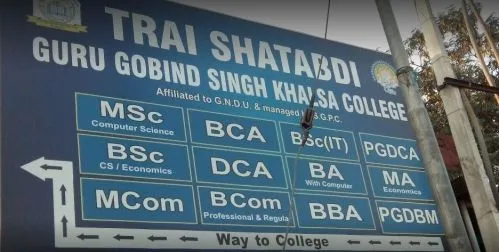 TRAI SHATABDI
GURU GOBIND SINGH KHALSA COLLEGE
Affiliated to G.N.D.U. & managed S.G.P.C.
MSc
Computer Science
BCA
BSc(IT)
PGDCA
BSc
CS / Economics
DCA
BA
With Computer
MA
Economics
MCom
BCom
Professional & Regula
BBA
PGDBM
Way to College